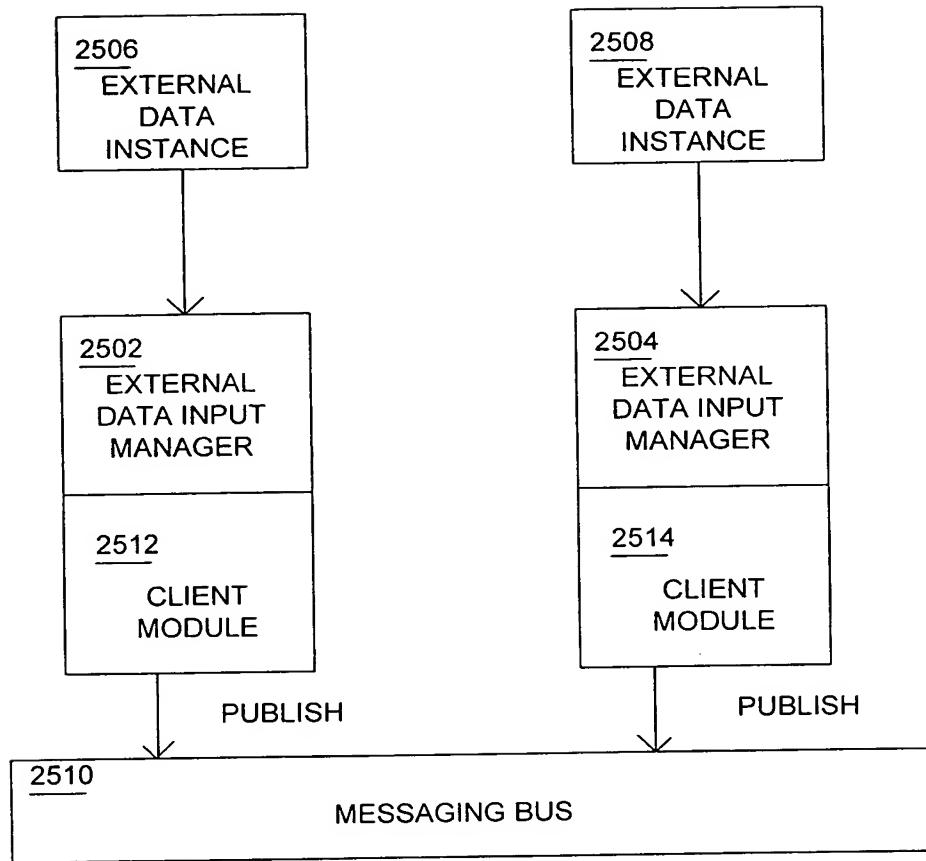 2506
EXTERNAL
DATA
INSTANCE
2508
EXTERNAL
DATA
INSTANCE
2502
EXTERNAL
DATA INPUT
MANAGER
2504
EXTERNAL
DATA INPUT
MANAGER
2512
CLIENT
MODULE
2514
CLIENT
MODULE
PUBLISH
PUBLISH
2510
MESSAGING BUS